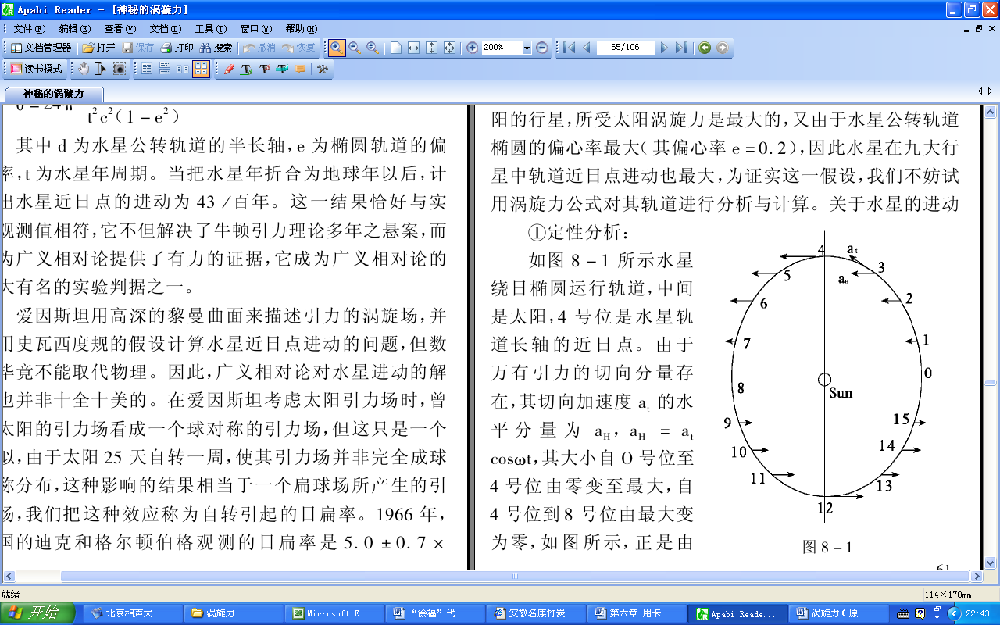 Apabi Reader - [神秘的涡漩力]
文件(F) 编辑(E) 查看(V) 文档(D) 工具(T) 窗口(W) 帮助(H)
文档管理器 打开 保存 打印 搜索 撤消 恢复 200% 65/106
读书模式
神秘的涡漩力
t²c²(1-e²)
其中 d 为水星公转轨道的半长轴,e 为椭圆轨道的偏
率,t 为水星年周期。当把水星年折合为地球年以后,计
出水星近日点的进动为 43 /百年。这一结果恰好与实
观测值相符,它不但解决了牛顿引力理论多年之悬案,而
为广义相对论提供了有力的证据,它成为广义相对论的
大有名的实验判据之一。
爱因斯坦用高深的黎曼曲面来描述引力的涡旋场,并
用史瓦西度规的假设计算水星近日点进动的问题,但数
毕竟不能取代物理。因此,广义相对论对水星进动的解
也并非十全十美的。在爱因斯坦考虑太阳引力场时,曾
太阳的引力场看成一个球对称的引力场,但这只是一个
以,由于太阳 25 天自转一周,使其引力场并非完全成球
称分布,这种影响的结果相当于一个扁球场所产生的引
场,我们把这种效应称为自转引起的日扁率。1966 年,
国的迪克和格尔顿伯格观测的日扁率是 5.0 ±0.7 ×
阳的行星,所受太阳涡旋力是最大的,又由于水星公转轨道
椭圆的偏心率最大(其偏心率 e =0.2),因此水星在九大行
星中轨道近日点进动也最大,为证实这一假设,我们不妨试
用涡旋力公式对其轨道进行分析与计算。关于水星的进动
①定性分析:
如图 8-1 所示水星
绕日椭圆运行轨道,中间
是太阳,4 号位是水星轨
道长轴的近日点。由于
万有引力的切向分量存
在,其切向加速度 at 的水
平分量为 aH, aH = at
cosωt,其大小自 O 号位至
4 号位由零变至最大,自
4 号位到 8 号位由最大变
为零,如图所示,正是由
4 at
3
5 aH
6 2
7 1
8 0
Sun
9 15
10 14
11 13
12
图 8-1
61
就绪
114×170mm
开始 北京相声大... 涡旋力 Microsoft E... “徐福”代... 安徽名康竹炭 第六章 用卡... Apabi Reade... 涡旋力(原... 22:43